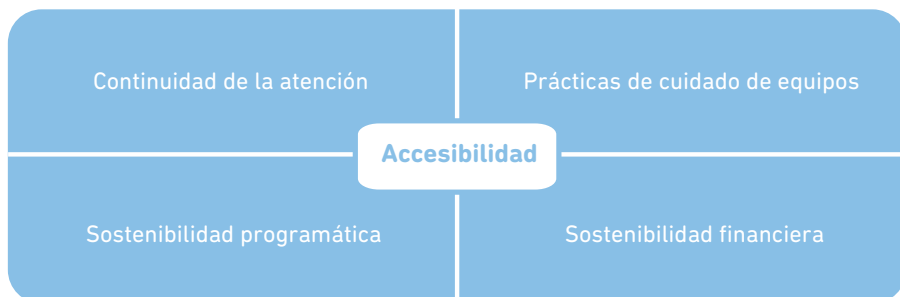 Continuidad de la atención
Prácticas de cuidado de equipos
Accesibilidad
Sostenibilidad programática
Sostenibilidad financiera